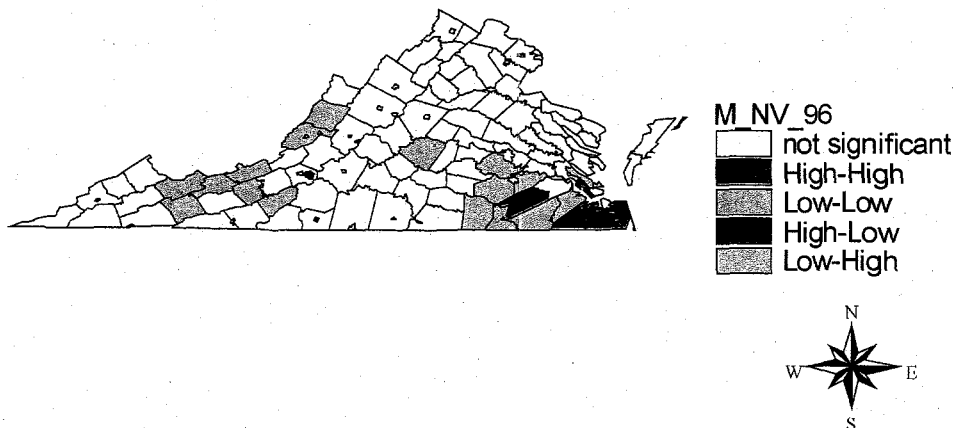 M_NV_96
not significant
High-High
Low-Low
High-Low
Low-High
N
W
E
S